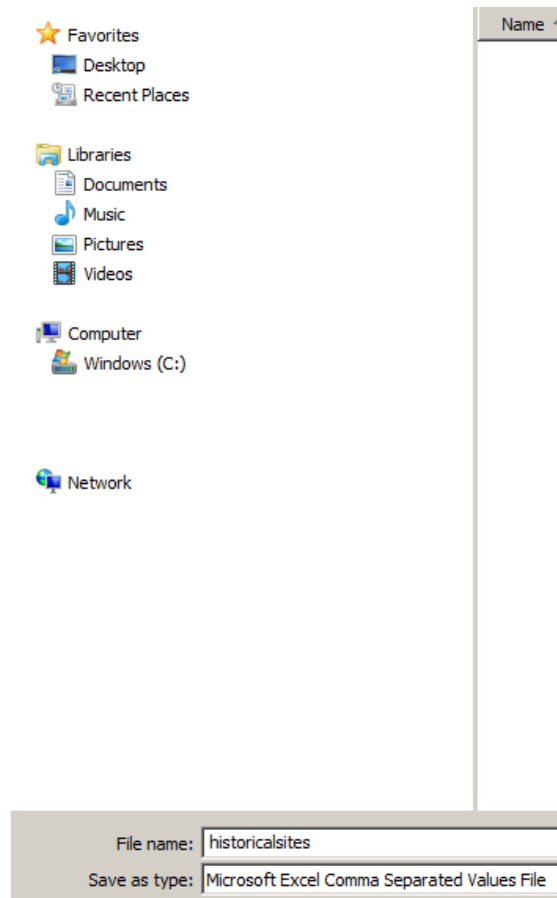 Name
Favorites
Desktop
Recent Places
Libraries
Documents
Music
Pictures
Videos
Computer
Windows (C:)
Network
File name: historicalsites
Save as type: Microsoft Excel Comma Separated Values File